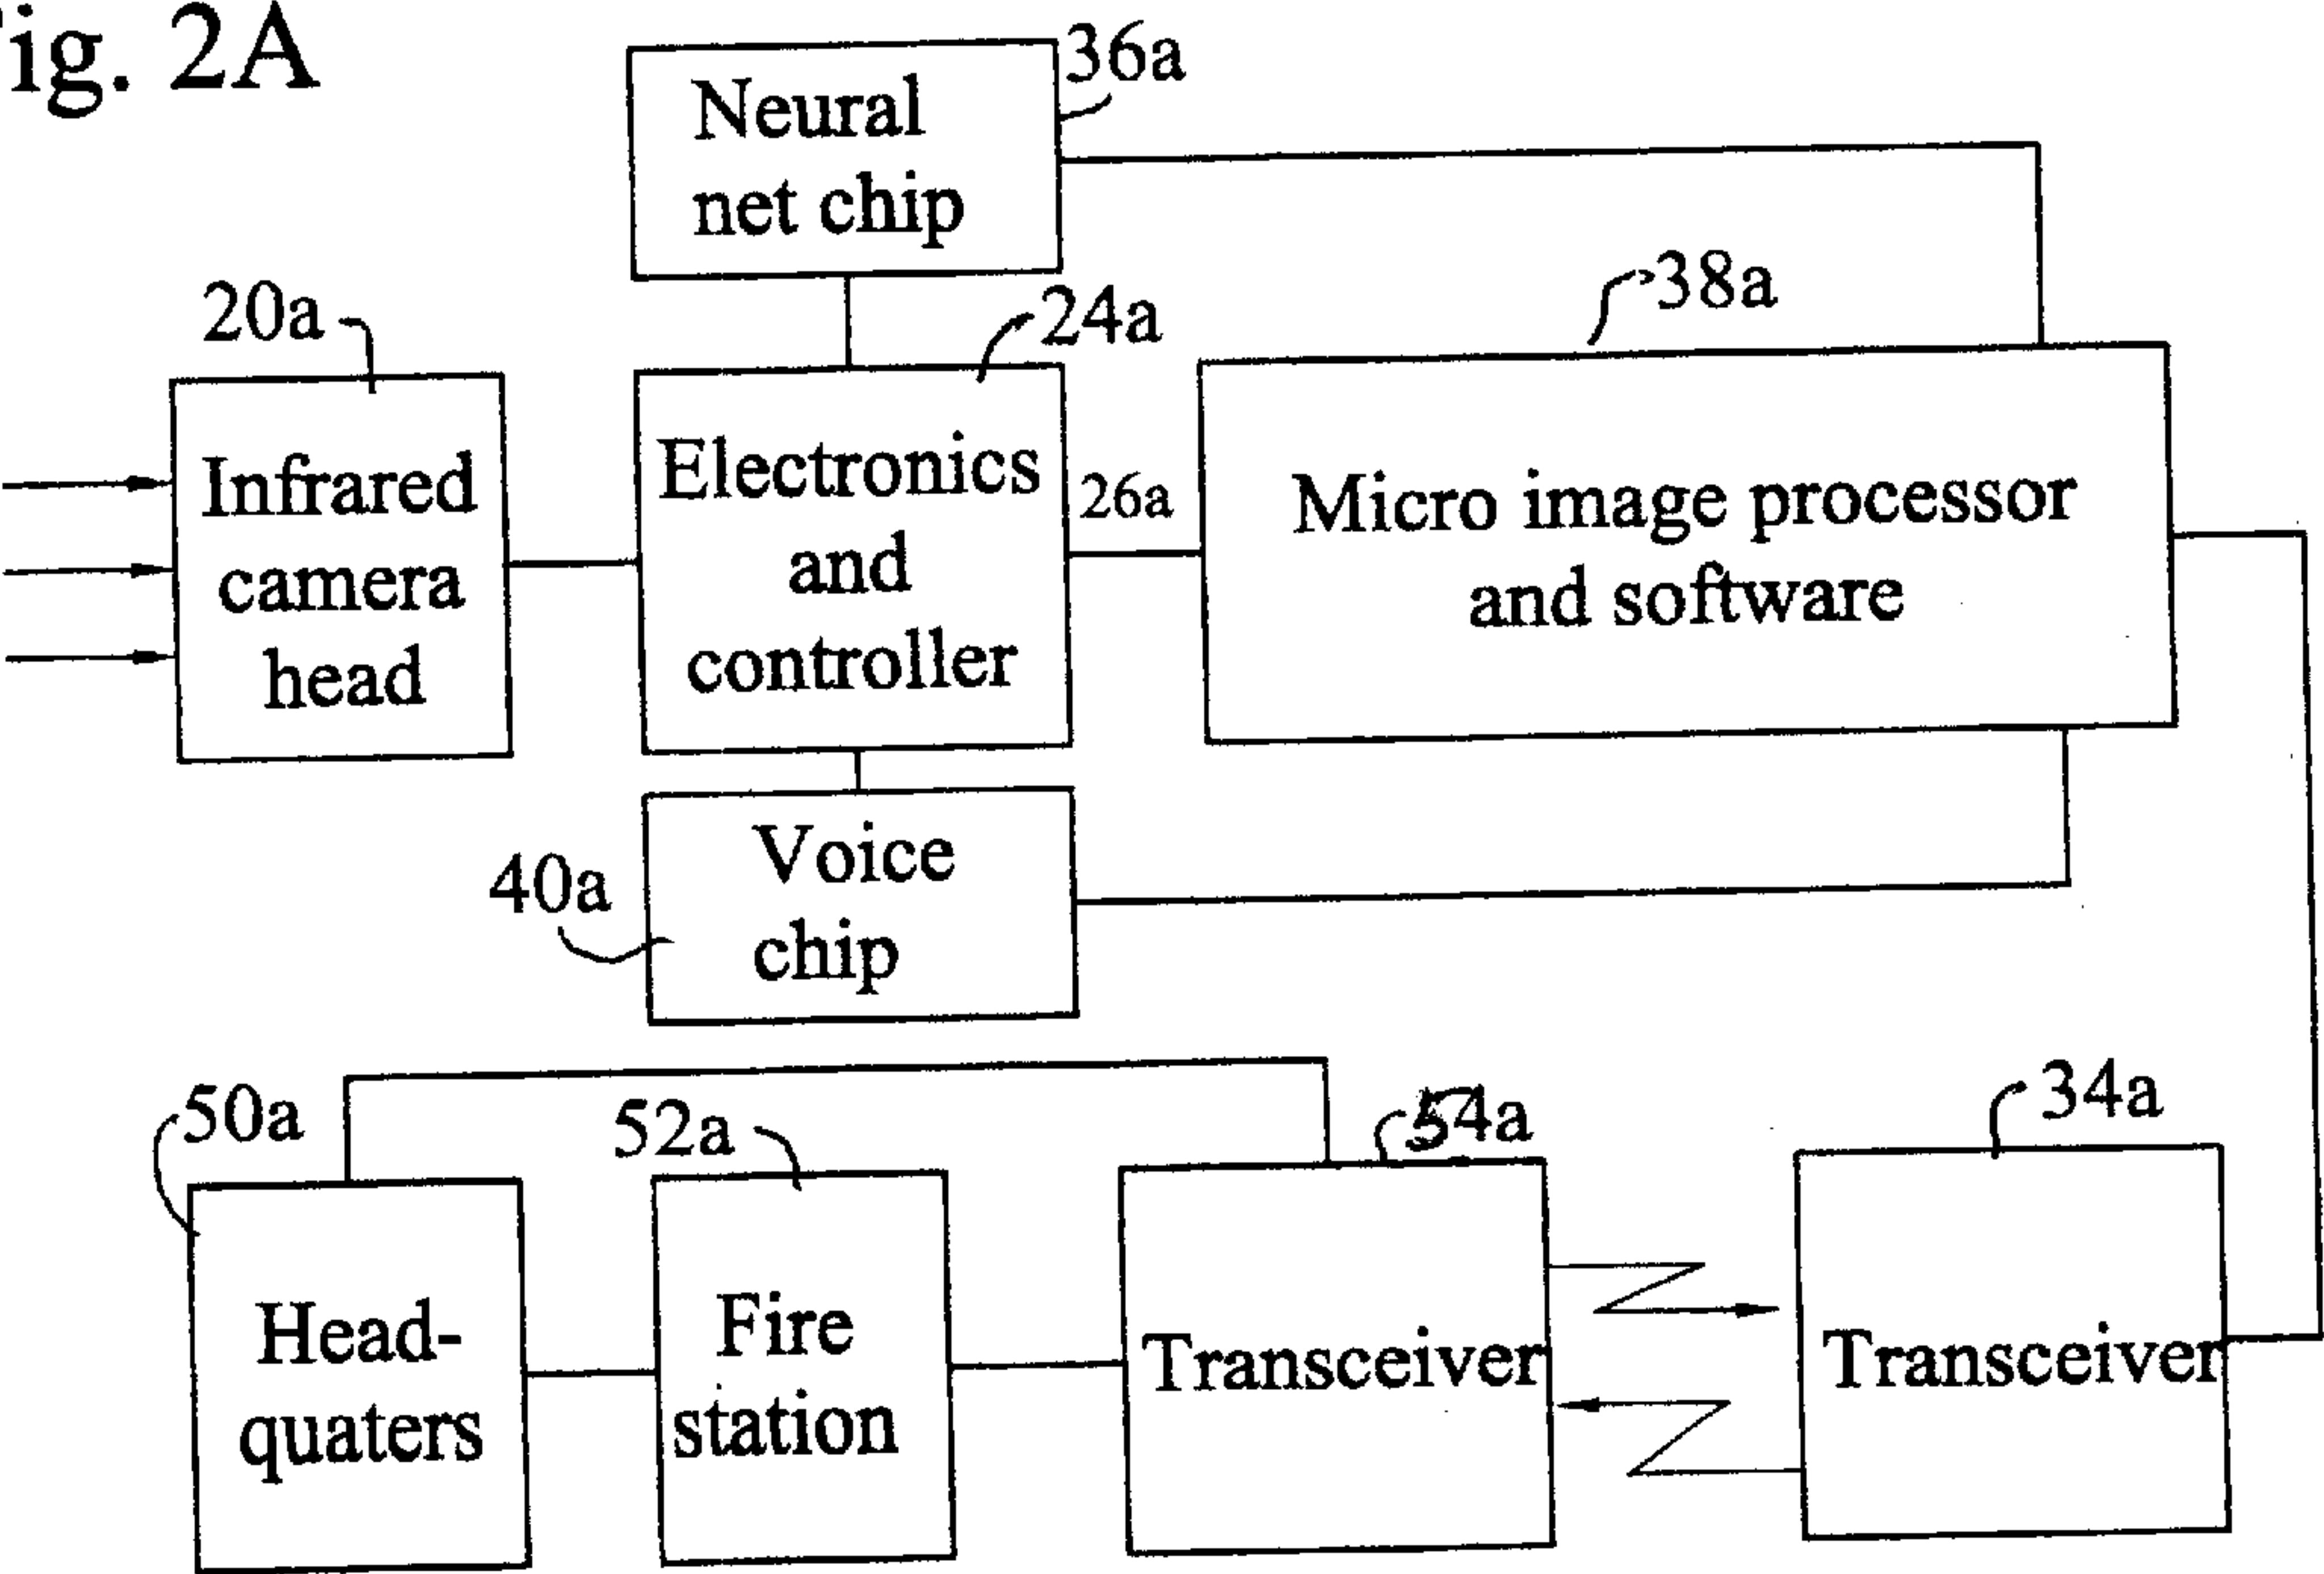 ig. 2A
36a
Neural
net chip
20a
24a
38a
Infrared
camera
head
Electronics
and
controller
26a
Micro image processor
and software
40a
Voice
chip
50a
52a
54a
34a
Head-
quaters
Fire
station
Transceiver
Transceiver